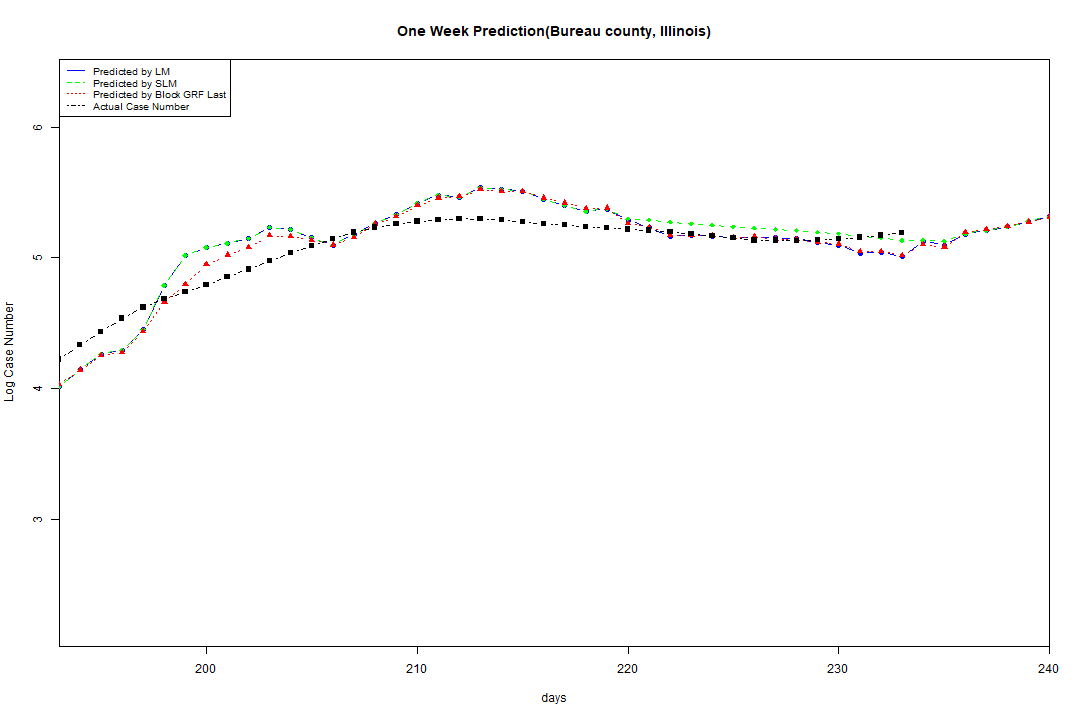 One Week Prediction(Bureau county, Illinois)
Predicted by LM
Predicted by SLM
Predicted by Block GRF Last
Actual Case Number
6
5
4
3
Log Case Number
200 210 220 230 240
days